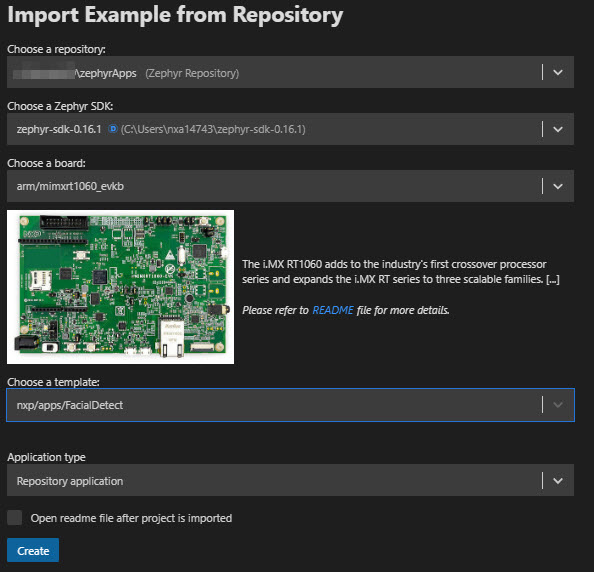 Import Example from Repository
Choose a repository:
\zephyrApps (Zephyr Repository)
Choose a Zephyr SDK:
zephyr-sdk-0.16.1 (C:\Users\nxa14743\zephyr-sdk-0.16.1)
Choose a board:
arm/mimxrt1060_evkb
The i.MX RT1060 adds to the industry's first crossover processor
series and expands the i.MX RT series to three scalable families. [...]
Please refer to README file for more details.
Choose a template:
nxp/apps/FacialDetect
Application type
Repository application
Open readme file after project is imported
Create